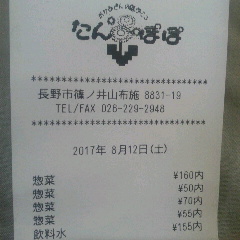 たんぽぽ
********************
長野市篠ノ井山布施 8831-19
TEL/FAX 026-229-2948
********************
2017年 8月12日(土)
惣菜 ¥160内
惣菜 ¥50内
惣菜 ¥70内
惣菜 ¥55内
飲料水 ¥155内